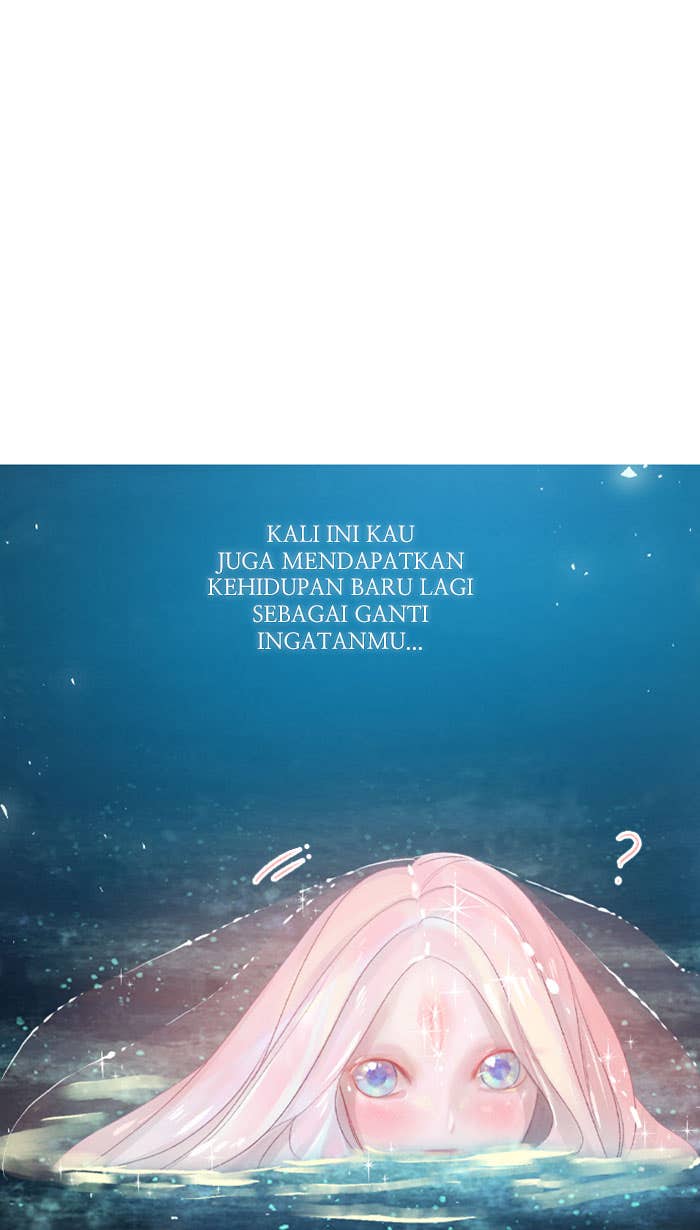 KALI INI KAU
JUGA MENDAPATKAN
KEHIDUPAN BARU LAGI
SEBAGAI GANTI
INGATANMU...
?